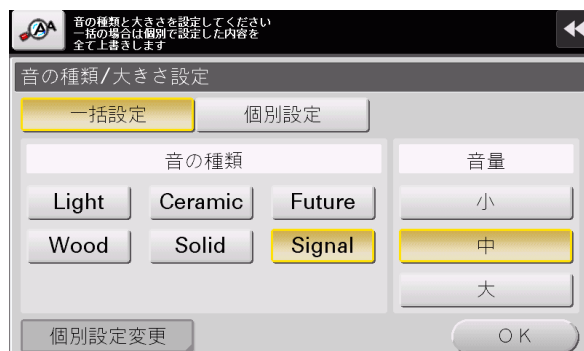 音の種類と大きさを設定してください
一括の場合は個別で設定した内容を
全て上書きします
音の種類/大きさ設定
一括設定 個別設定
音の種類 音量
Light Ceramic Future 小
Wood Solid Signal 中
大
個別設定変更 OK